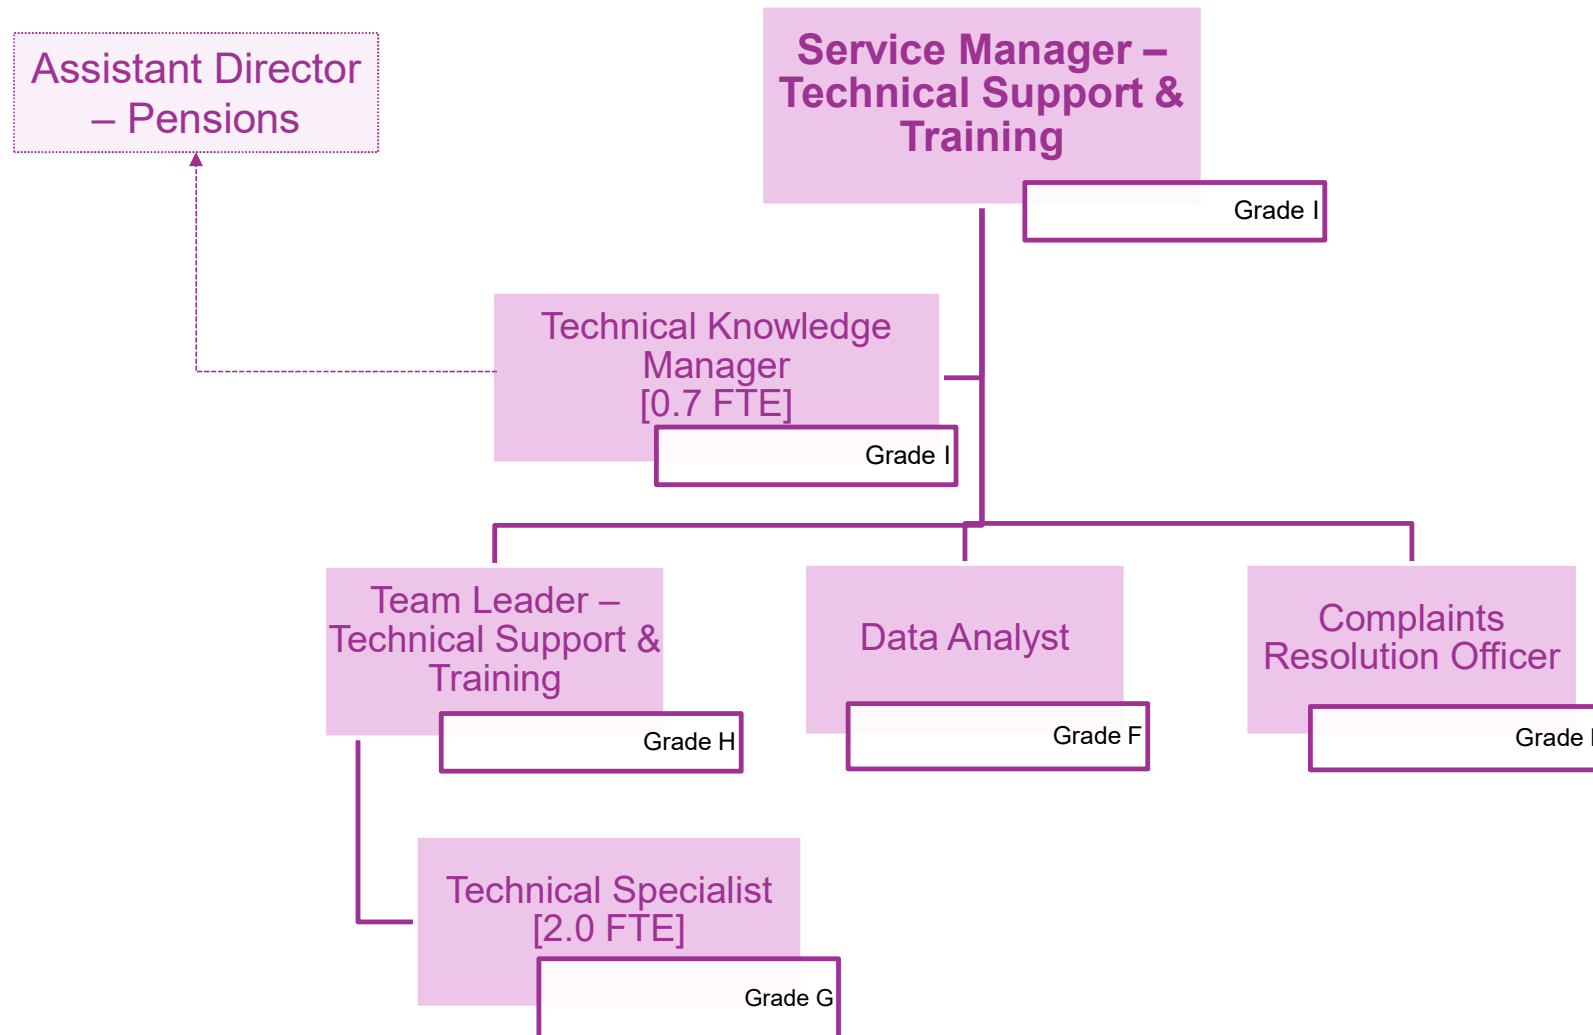 Assistant Director
– Pensions
Service Manager –
Technical Support &
Training
Grade I
Technical Knowledge
Manager
[0.7 FTE]
Grade I
Team Leader –
Technical Support &
Training
Grade H
Data Analyst
Grade F
Complaints
Resolution Officer
Grade
Technical Specialist
[2.0 FTE]
Grade G